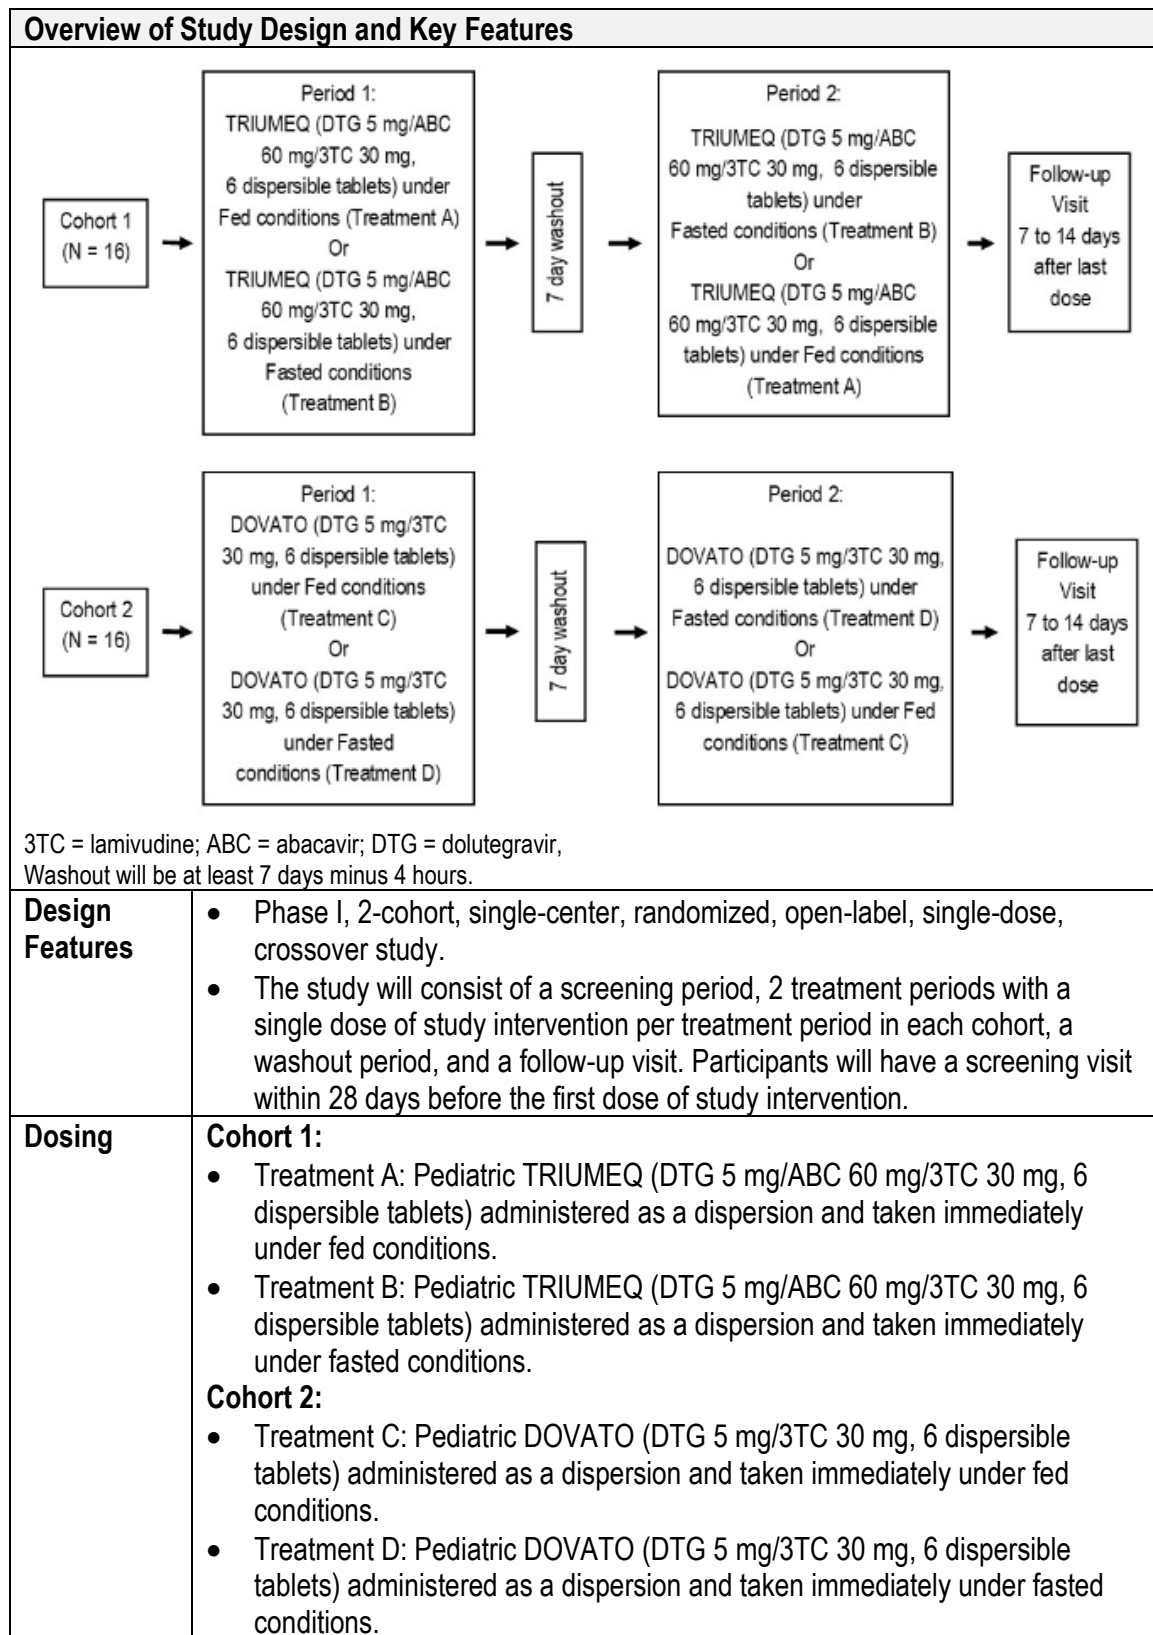 Overview of Study Design and Key Features
Cohort 1
(N = 16)
Period 1:
TRIUMEQ (DTG 5 mg/ABC
60 mg/3TC 30 mg,
6 dispersible tablets) under
Fed conditions (Treatment A)
Or
TRIUMEQ (DTG 5 mg/ABC
60 mg/3TC 30 mg,
6 dispersible tablets) under
Fasted conditions
(Treatment B)
7 day washout
Period 2:
TRIUMEQ (DTG 5 mg/ABC
60 mg/3TC 30 mg, 6 dispersible
tablets) under
Fasted conditions (Treatment B)
Or
TRIUMEQ (DTG 5 mg/ABC
60 mg/3TC 30 mg, 6 dispersible
tablets) under Fed conditions
(Treatment A)
Follow-up
Visit
7 to 14 days
after last
dose
Cohort 2
(N = 16)
Period 1:
DOVATO (DTG 5 mg/3TC
30 mg, 6 dispersible tablets)
under Fed conditions
(Treatment C)
Or
DOVATO (DTG 5 mg/3TC
30 mg, 6 dispersible tablets)
under Fasted
conditions (Treatment D)
7 day washout
Period 2:
DOVATO (DTG 5 mg/3TC 30 mg,
6 dispersible tablets) under
Fasted conditions (Treatment D)
Or
DOVATO (DTG 5 mg/3TC 30 mg,
6 dispersible tablets) under Fed
conditions (Treatment C)
Follow-up
Visit
7 to 14 days
after last
dose
3TC = lamivudine; ABC = abacavir; DTG = dolutegravir,
Washout will be at least 7 days minus 4 hours.
Design
Features
• Phase I, 2-cohort, single-center, randomized, open-label, single-dose,
crossover study.
• The study will consist of a screening period, 2 treatment periods with a
single dose of study intervention per treatment period in each cohort, a
washout period, and a follow-up visit. Participants will have a screening visit
within 28 days before the first dose of study intervention.
Dosing
Cohort 1:
• Treatment A: Pediatric TRIUMEQ (DTG 5 mg/ABC 60 mg/3TC 30 mg, 6
dispersible tablets) administered as a dispersion and taken immediately
under fed conditions.
• Treatment B: Pediatric TRIUMEQ (DTG 5 mg/ABC 60 mg/3TC 30 mg, 6
dispersible tablets) administered as a dispersion and taken immediately
under fasted conditions.
Cohort 2:
• Treatment C: Pediatric DOVATO (DTG 5 mg/3TC 30 mg, 6 dispersible
tablets) administered as a dispersion and taken immediately under fed
conditions.
• Treatment D: Pediatric DOVATO (DTG 5 mg/3TC 30 mg, 6 dispersible
tablets) administered as a dispersion and taken immediately under fasted
conditions.